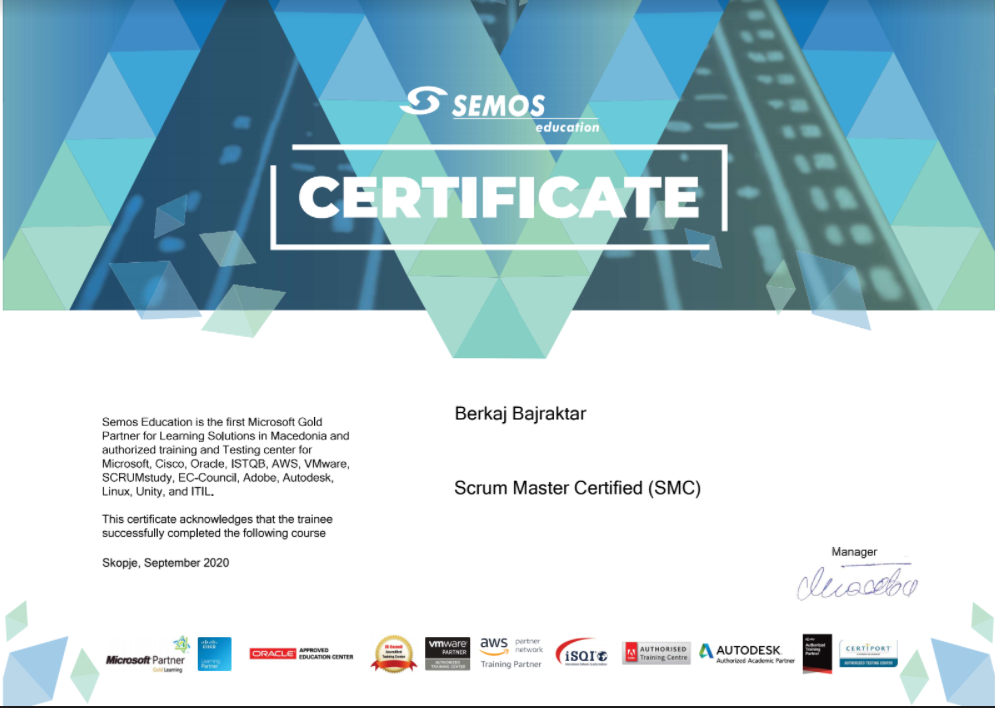 SEMOS
education
CERTIFICATE
Berkaj Bajraktar
Semos Education is the first Microsoft Gold
Partner for Learning Solutions in Macedonia and
authorized training and Testing center for
Microsoft, Cisco, Oracle, ISTQB, AWS, VMware,
SCRUMstudy, EC-Council, Adobe, Autodesk,
Linux, Unity, and ITIL.
Scrum Master Certified (SMC)
This certificate acknowledges that the trainee
successfully completed the following course
Skopje, September 2020
Manager
Microsoft Partner
Gold Learning
CISCO
Learning
Partner
ORACLE APPROVED
EDUCATION CENTER
Accredited
Training Center
vmware
PARTNER
AUTHORIZED
TRAINING CENTER
aws partner
network
Training Partner
iSQI
AUTHORISED
Training Centre
AUTODESK
Authorized Academic Partner
Authorized
Training
Partner
CERTIPORT
AUTHORIZED TESTING CENTER